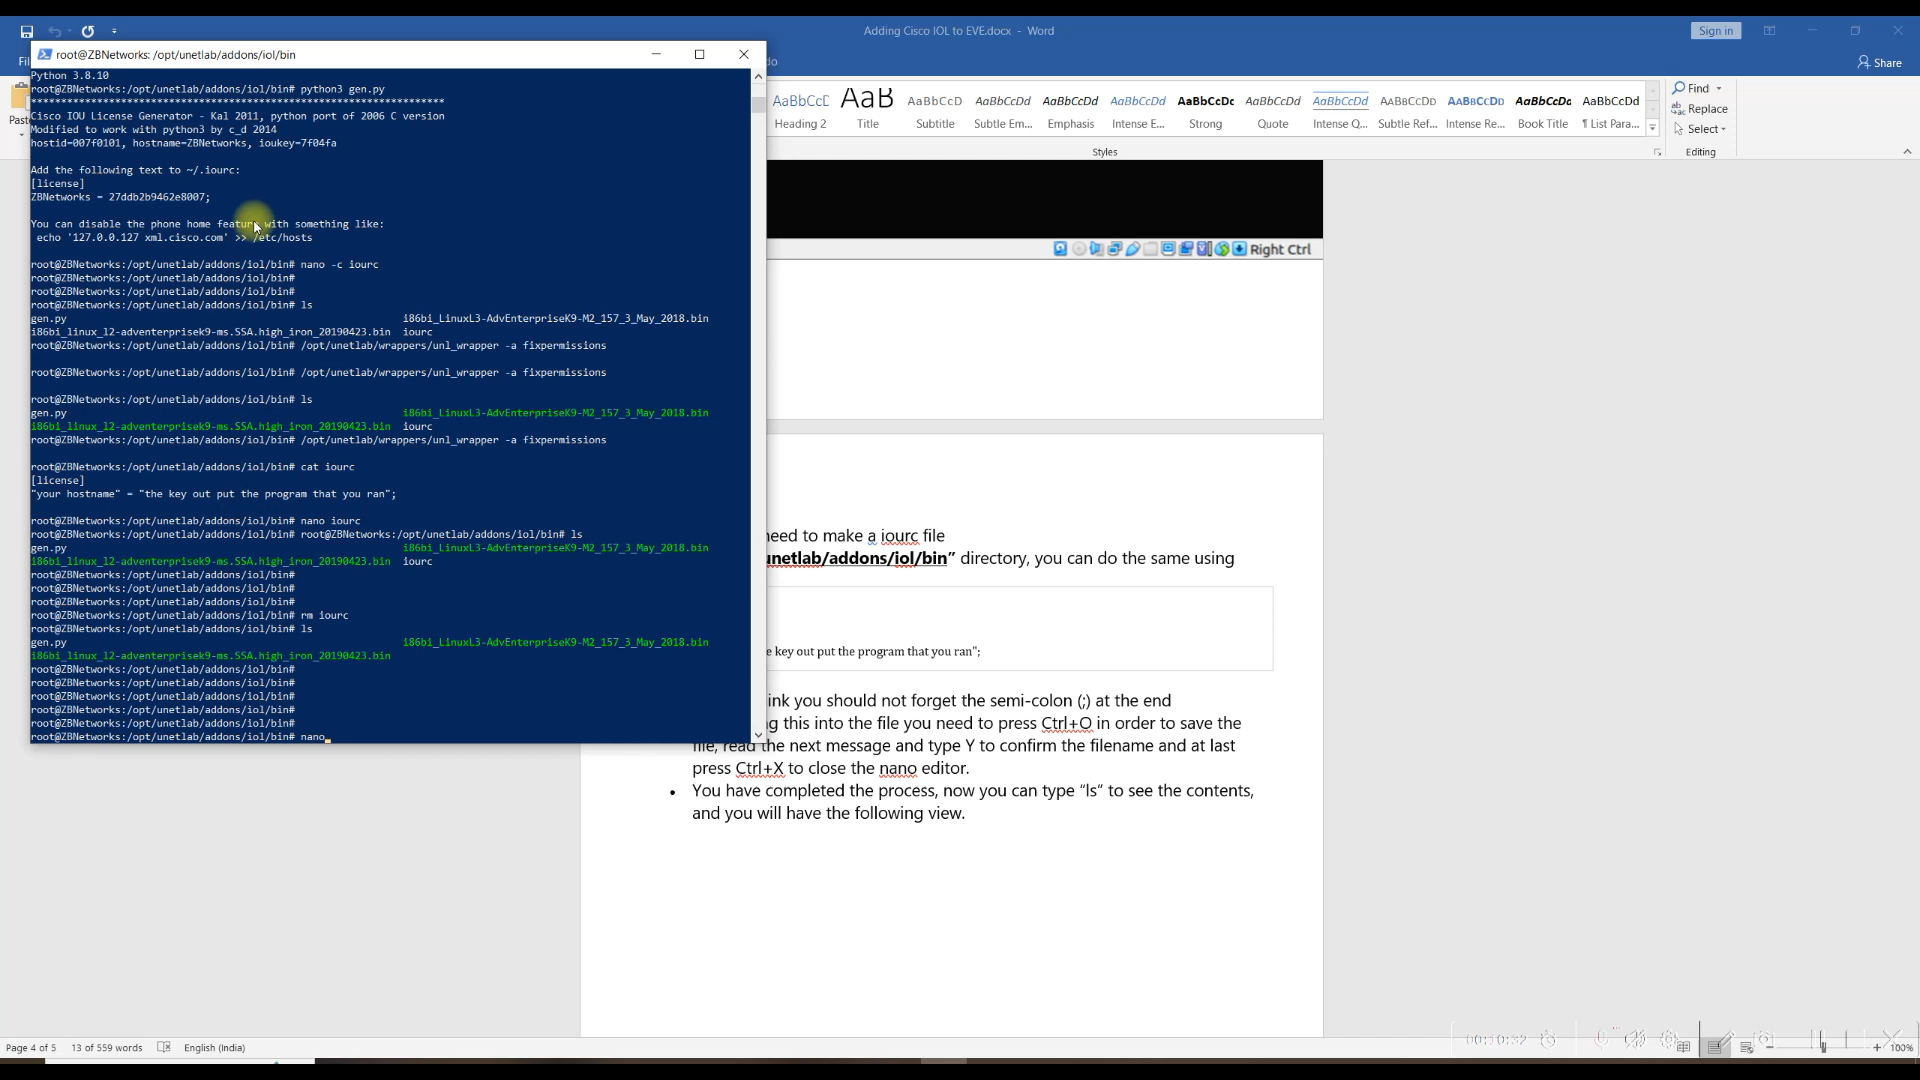 Adding Cisco IOL to EVE.docx - Word
Sign in
root@ZBNetworks: /opt/unetlab/addons/iol/bin
do
Share
Past
AaBbCcC
AaB
AaBbCcD
AaBbCcDd
AaBbCcDd
AaBbCcDd
AaBbCcDc
AaBbCcDd
AaBbCcDd
AaBbCcDd
AaBbCcDd
AaBbCcDd
AaBbCcDd
Heading 2
Title
Subtitle
Subtle Em...
Emphasis
Intense E...
Strong
Quote
Intense Q...
Subtle Ref...
Intense Re...
Book Title
¶ List Para...
Styles
Find
Replace
Select
Editing
Python 3.8.10
root@ZBNetworks:/opt/unetlab/addons/iol/bin# python3 gen.py
*********************************************************************
Cisco IOU License Generator - Kal 2011, python port of 2006 C version
Modified to work with python3 by c_d 2014
hostid=007f0101, hostname=ZBNetworks, ioukey=7f04fa
Add the following text to ~/.iourc:
[license]
ZBNetworks = 27ddb2b9462e8007;
You can disable the phone home feature with something like:
echo '127.0.0.127 xml.cisco.com' >> /etc/hosts
root@ZBNetworks:/opt/unetlab/addons/iol/bin# nano -c iourc
root@ZBNetworks:/opt/unetlab/addons/iol/bin#
root@ZBNetworks:/opt/unetlab/addons/iol/bin#
root@ZBNetworks:/opt/unetlab/addons/iol/bin# ls
gen.py i86bi_LinuxL3-AdvEnterpriseK9-M2_157_3_May_2018.bin
i86bi_linux_l2-adventerprisek9-ms.SSA.high_iron_20190423.bin iourc
root@ZBNetworks:/opt/unetlab/addons/iol/bin# /opt/unetlab/wrappers/unl_wrapper -a fixpermissions
root@ZBNetworks:/opt/unetlab/addons/iol/bin# /opt/unetlab/wrappers/unl_wrapper -a fixpermissions
root@ZBNetworks:/opt/unetlab/addons/iol/bin# ls
gen.py i86bi_LinuxL3-AdvEnterpriseK9-M2_157_3_May_2018.bin
i86bi_linux_l2-adventerprisek9-ms.SSA.high_iron_20190423.bin iourc
root@ZBNetworks:/opt/unetlab/addons/iol/bin# /opt/unetlab/wrappers/unl_wrapper -a fixpermissions
root@ZBNetworks:/opt/unetlab/addons/iol/bin# cat iourc
[license]
"your hostname" = "the key out put the program that you ran";
root@ZBNetworks:/opt/unetlab/addons/iol/bin# nano iourc
root@ZBNetworks:/opt/unetlab/addons/iol/bin# root@ZBNetworks:/opt/unetlab/addons/iol/bin# ls
gen.py i86bi_LinuxL3-AdvEnterpriseK9-M2_157_3_May_2018.bin
i86bi_linux_l2-adventerprisek9-ms.SSA.high_iron_20190423.bin iourc
root@ZBNetworks:/opt/unetlab/addons/iol/bin#
root@ZBNetworks:/opt/unetlab/addons/iol/bin#
root@ZBNetworks:/opt/unetlab/addons/iol/bin#
root@ZBNetworks:/opt/unetlab/addons/iol/bin# rm iourc
root@ZBNetworks:/opt/unetlab/addons/iol/bin# ls
gen.py i86bi_LinuxL3-AdvEnterpriseK9-M2_157_3_May_2018.bin
i86bi_linux_l2-adventerprisek9-ms.SSA.high_iron_20190423.bin
root@ZBNetworks:/opt/unetlab/addons/iol/bin#
root@ZBNetworks:/opt/unetlab/addons/iol/bin#
root@ZBNetworks:/opt/unetlab/addons/iol/bin#
root@ZBNetworks:/opt/unetlab/addons/iol/bin#
root@ZBNetworks:/opt/unetlab/addons/iol/bin#
root@ZBNetworks:/opt/unetlab/addons/iol/bin# nano
Right Ctrl
eed to make a iourc file
unetlab/addons/iol/bin” directory, you can do the same using
e key out put the program that you ran";
ink you should not forget the semi-colon (;) at the end
g this into the file you need to press Ctrl+O in order to save the
file, read the next message and type Y to confirm the filename and at last
press Ctrl+X to close the nano editor.
• You have completed the process, now you can type “ls” to see the contents,
and you will have the following view.
00:10:32
Page 4 of 5
13 of 559 words
English (India)
100%